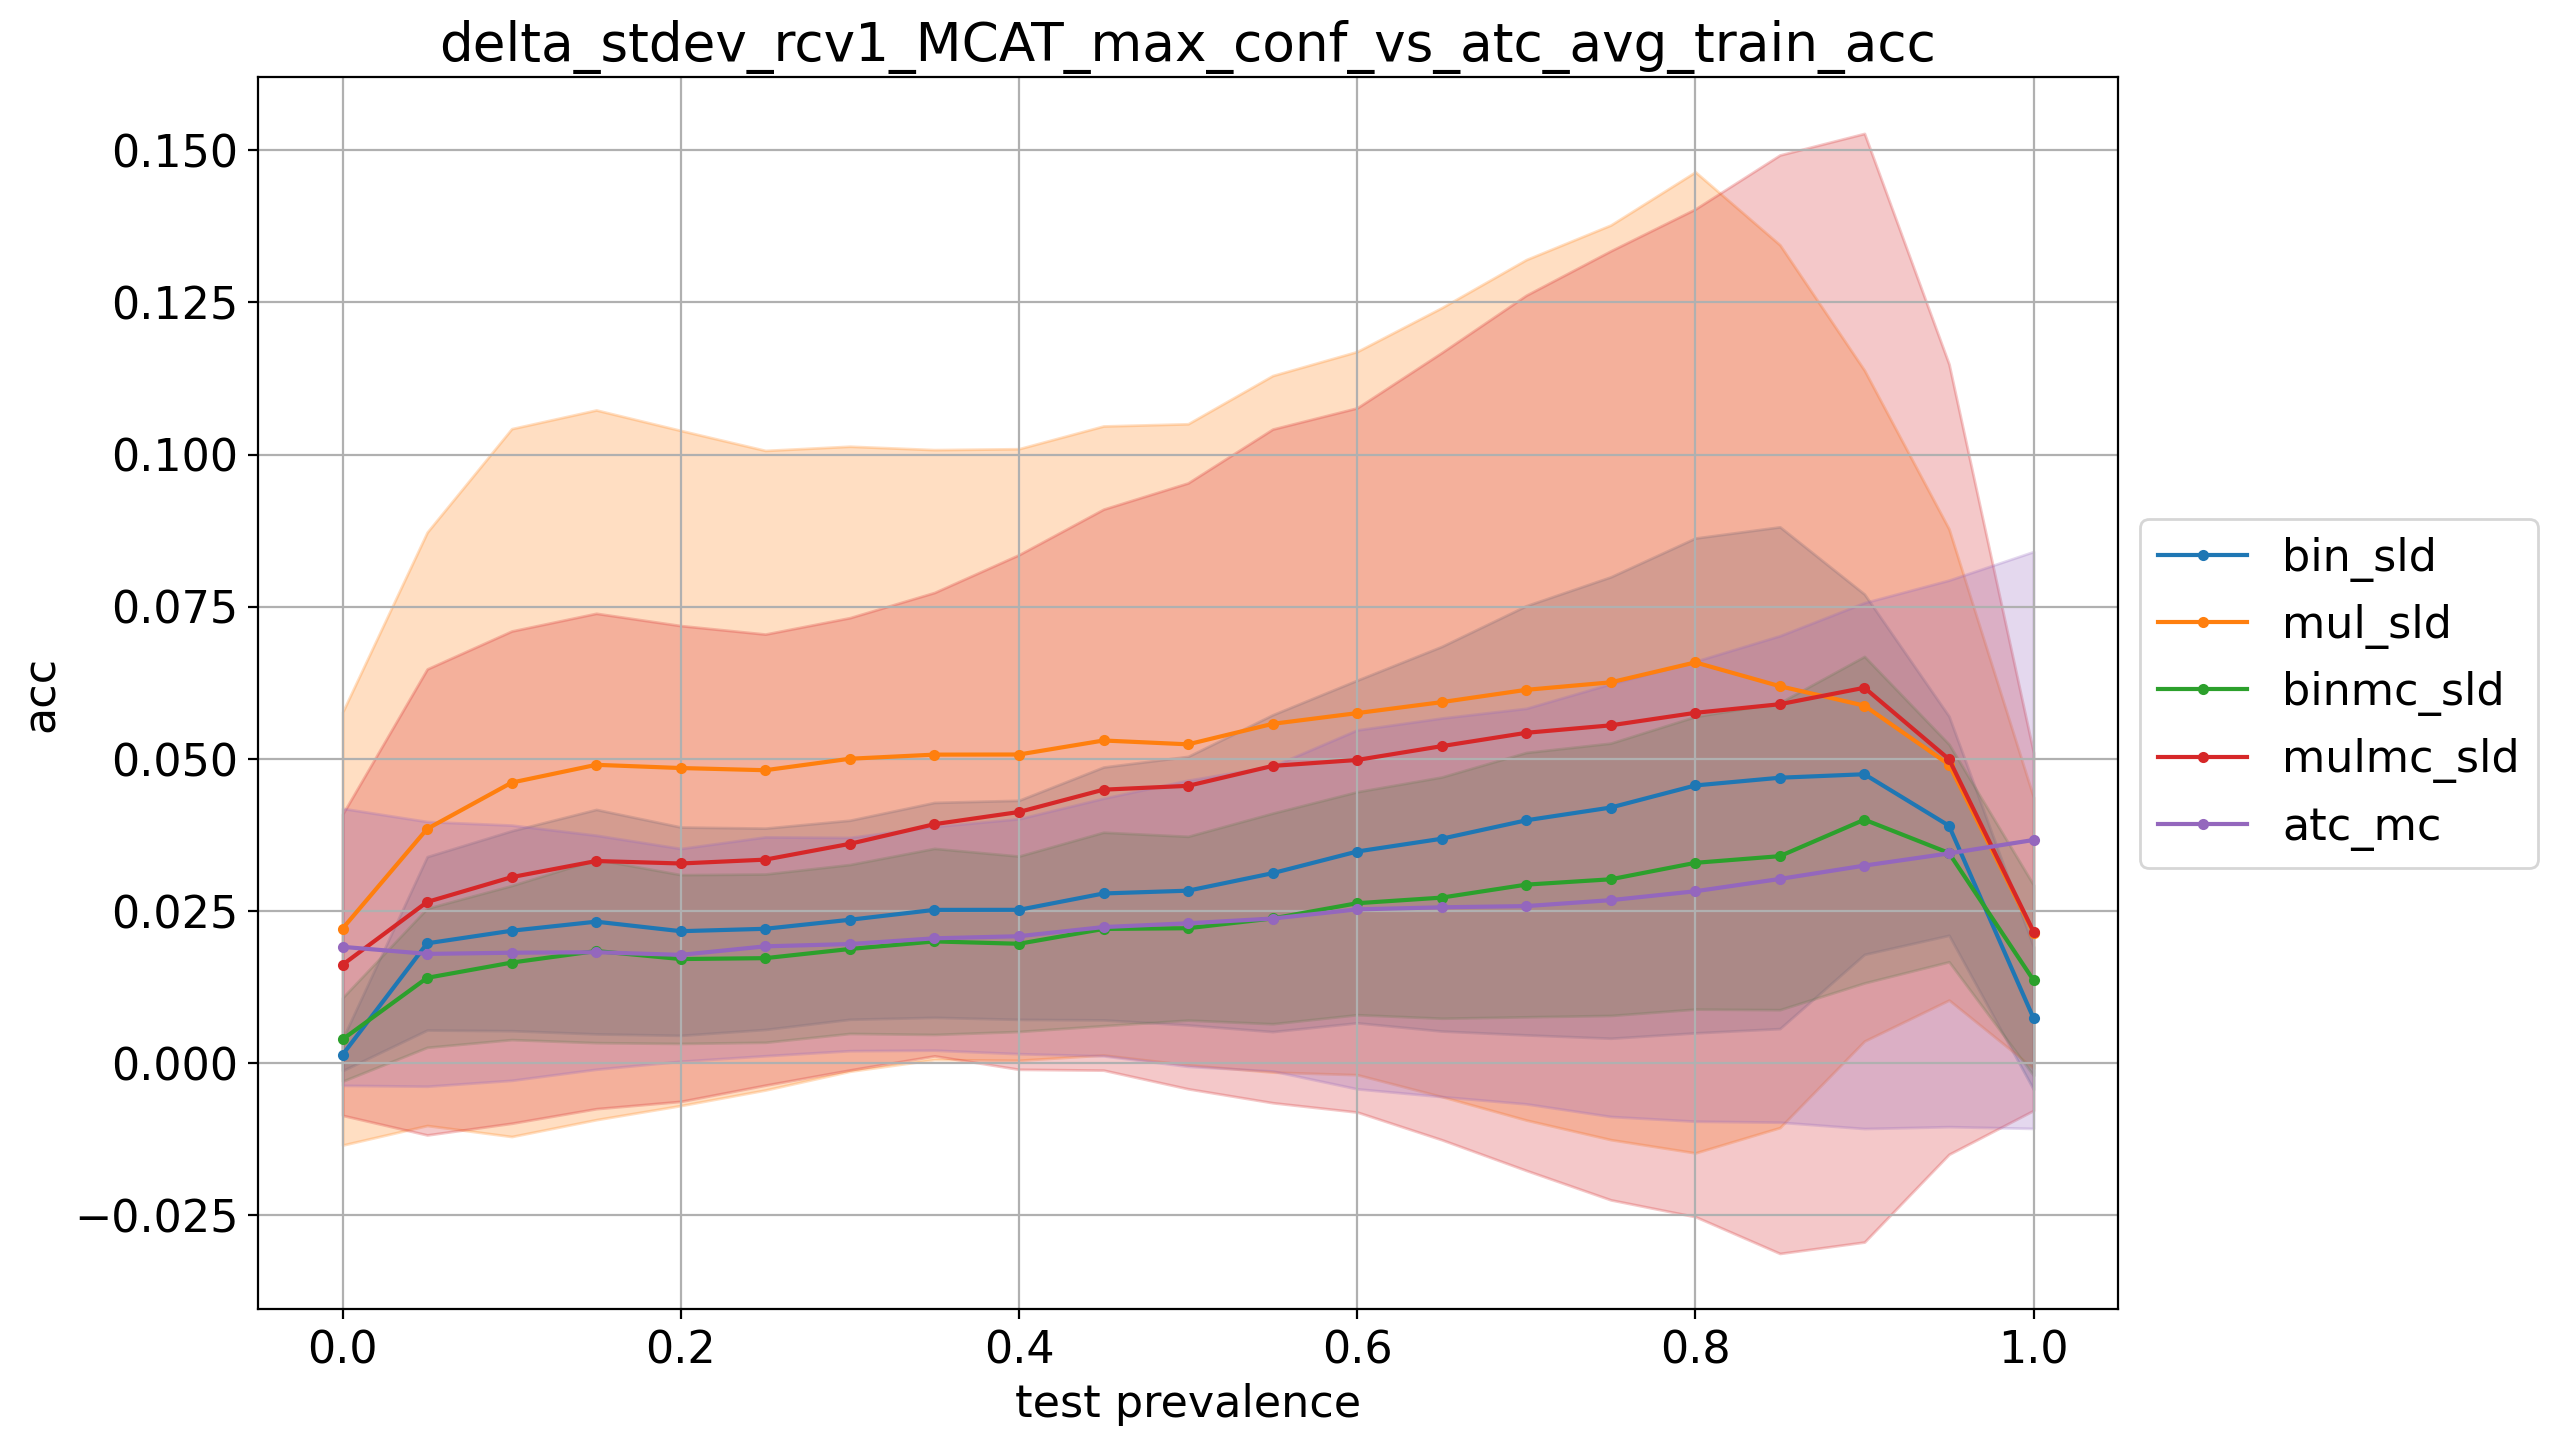 delta_stdev_rcv1_MCAT_max_conf_vs_atc_avg_train_acc
acc
0.150
0.125
0.100
0.075
0.050
0.025
0.000
−0.025
0.0 0.2 0.4 0.6 0.8 1.0
test prevalence
bin_sld
mul_sld
binmc_sld
mulmc_sld
atc_mc